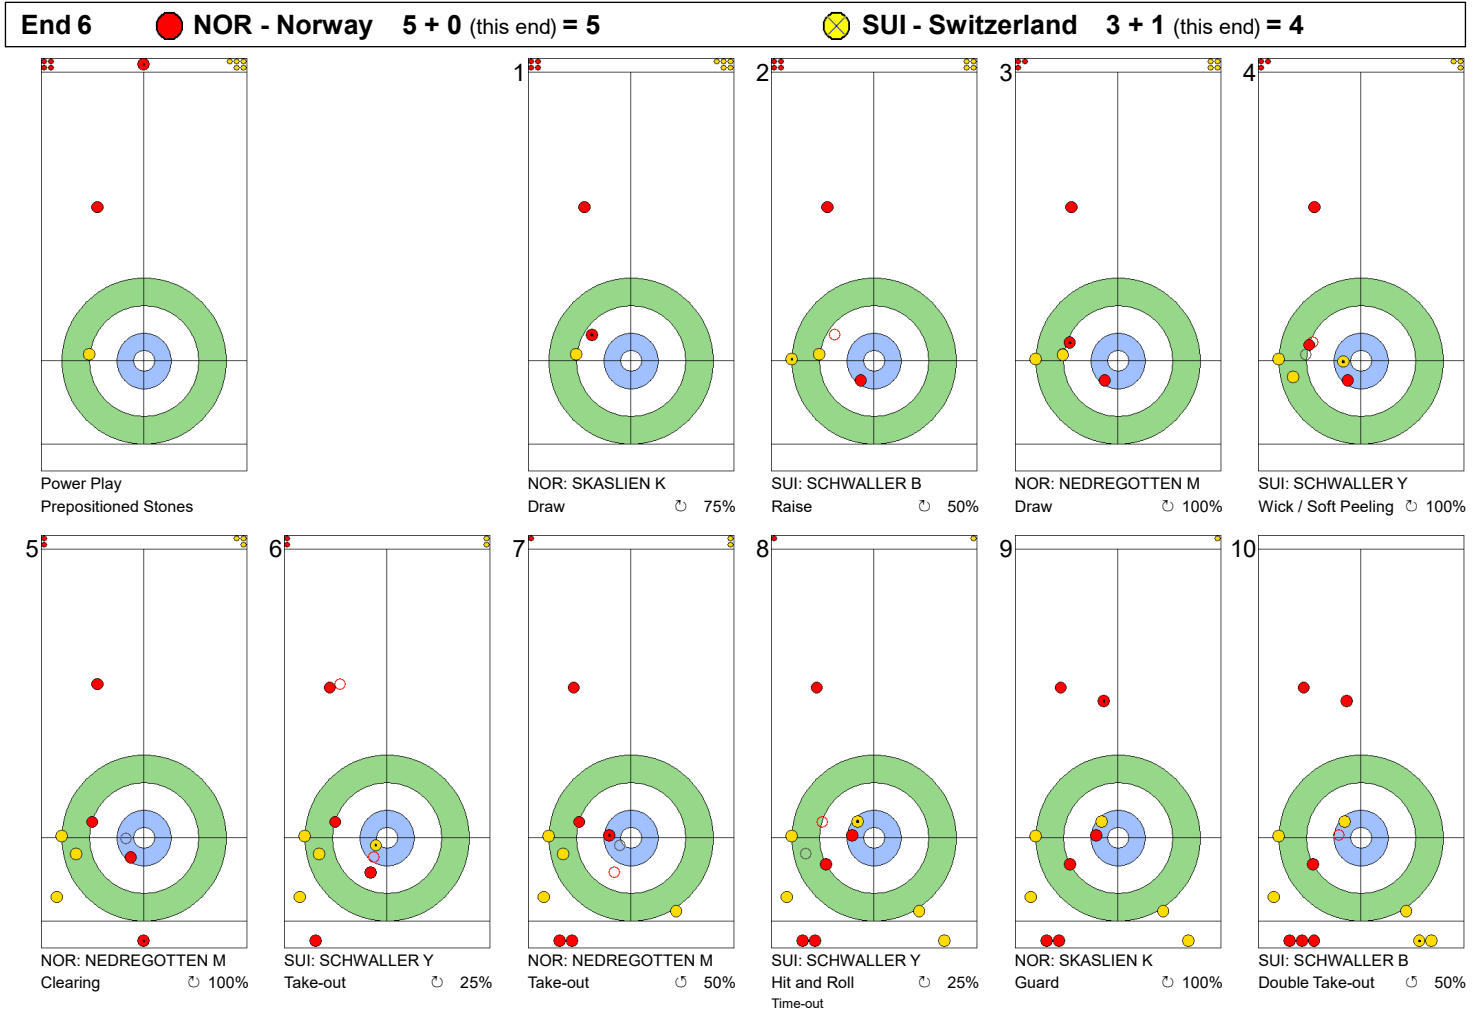 End 6 NOR - Norway 5 + 0 (this end) = 5 SUI - Switzerland 3 + 1 (this end) = 4
Power Play
Prepositioned Stones
1
NOR: SKASLIEN K
Draw ↻ 75%
2
SUI: SCHWALLER B
Raise ↻ 50%
3
NOR: NEDREGOTTEN M
Draw ↻ 100%
4
SUI: SCHWALLER Y
Wick / Soft Peeling ↻ 100%
5
NOR: NEDREGOTTEN M
Clearing ↻ 100%
6
SUI: SCHWALLER Y
Take-out ↺ 25%
7
NOR: NEDREGOTTEN M
Take-out ↺ 50%
8
SUI: SCHWALLER Y
Hit and Roll ↺ 25%
Time-out
9
NOR: SKASLIEN K
Guard ↻ 100%
10
SUI: SCHWALLER B
Double Take-out ↺ 50%